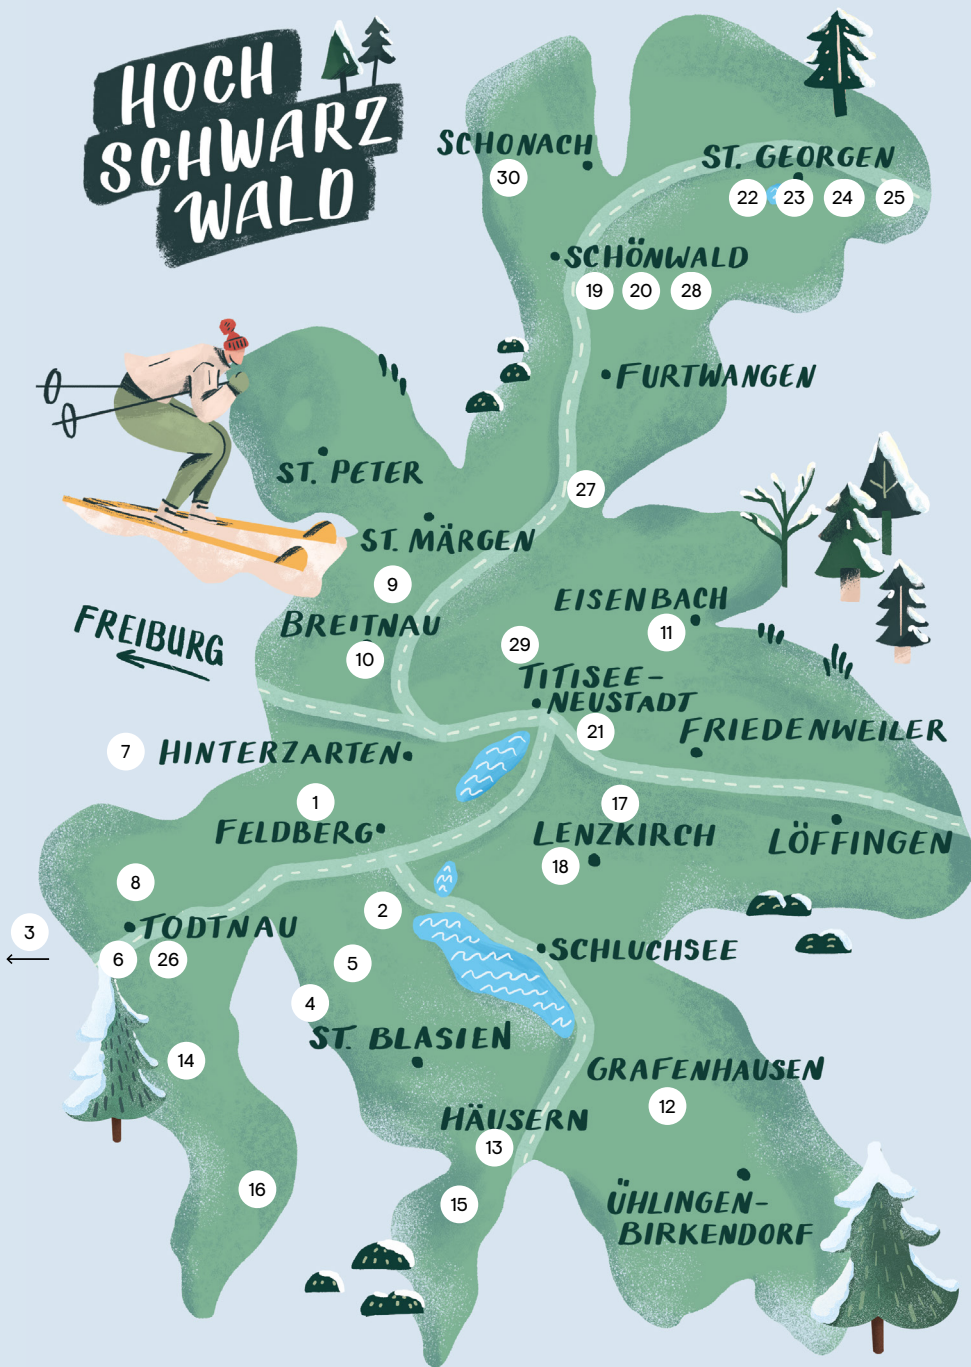 HOCH
SCHWARZ
WALD
SCHONACH
30
ST. GEORGEN
22 23 24 25
SCHÖNWALD
19 20 28
FURTWANGEN
ST. PETER
27
ST. MÄRGEN
9
EISENBACH
11
FREIBURG
BREITNAU
10
29
TITISEE-
NEUSTADT
21
FRIEDENWEILER
7
HINTERZARTEN
1
FELDBERG
17
LENZKIRCH
18
LÖFFINGEN
8
2
3
TODTNAU
6 26
5
SCHLUCHSEE
4
ST. BLASIEN
14
GRAFENHAUSEN
12
HÄUSERN
13
16
15
ÜHLINGEN-
BIRKENDORF